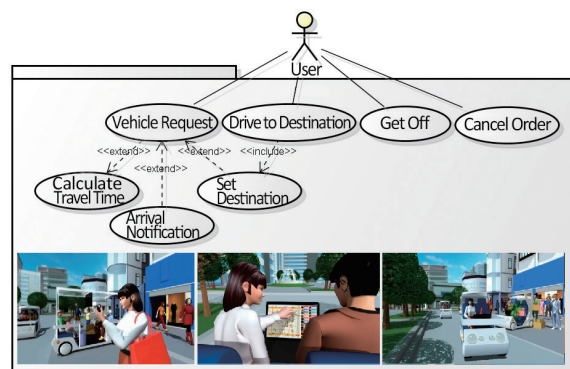 User
Vehicle Request
Drive to Destination
Get Off
Cancel Order
<<extend>>
<<extend>>
<<extend>>
<<include>>
Calculate
Travel Time
Set
Destination
Arrival
Notification